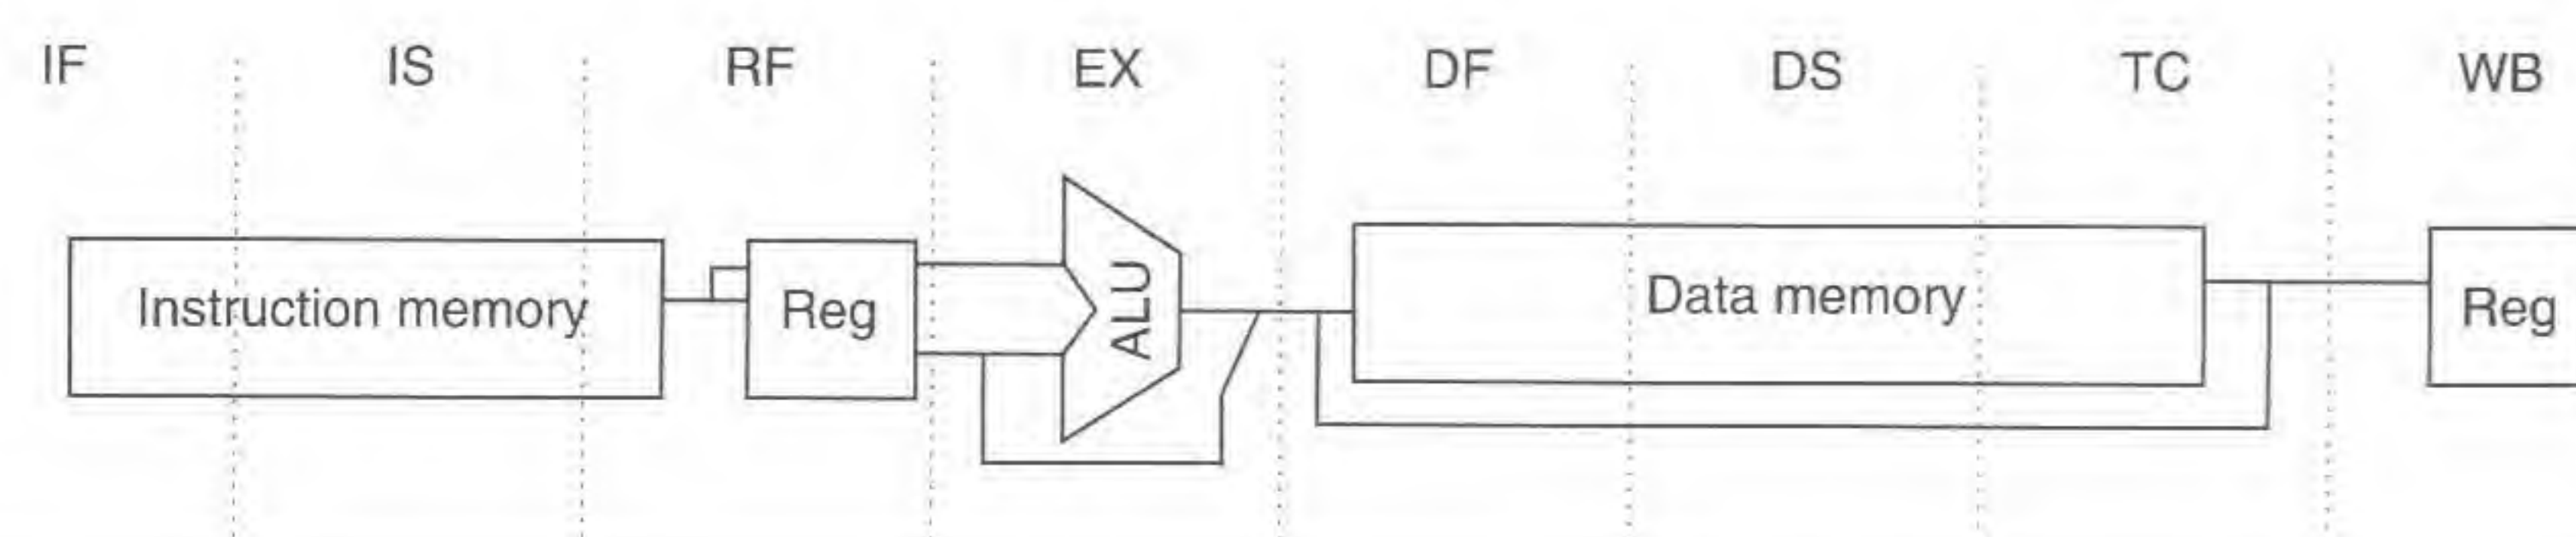 IF IS RF EX DF DS TC WB
Instruction memory Reg ALU Data memory Reg